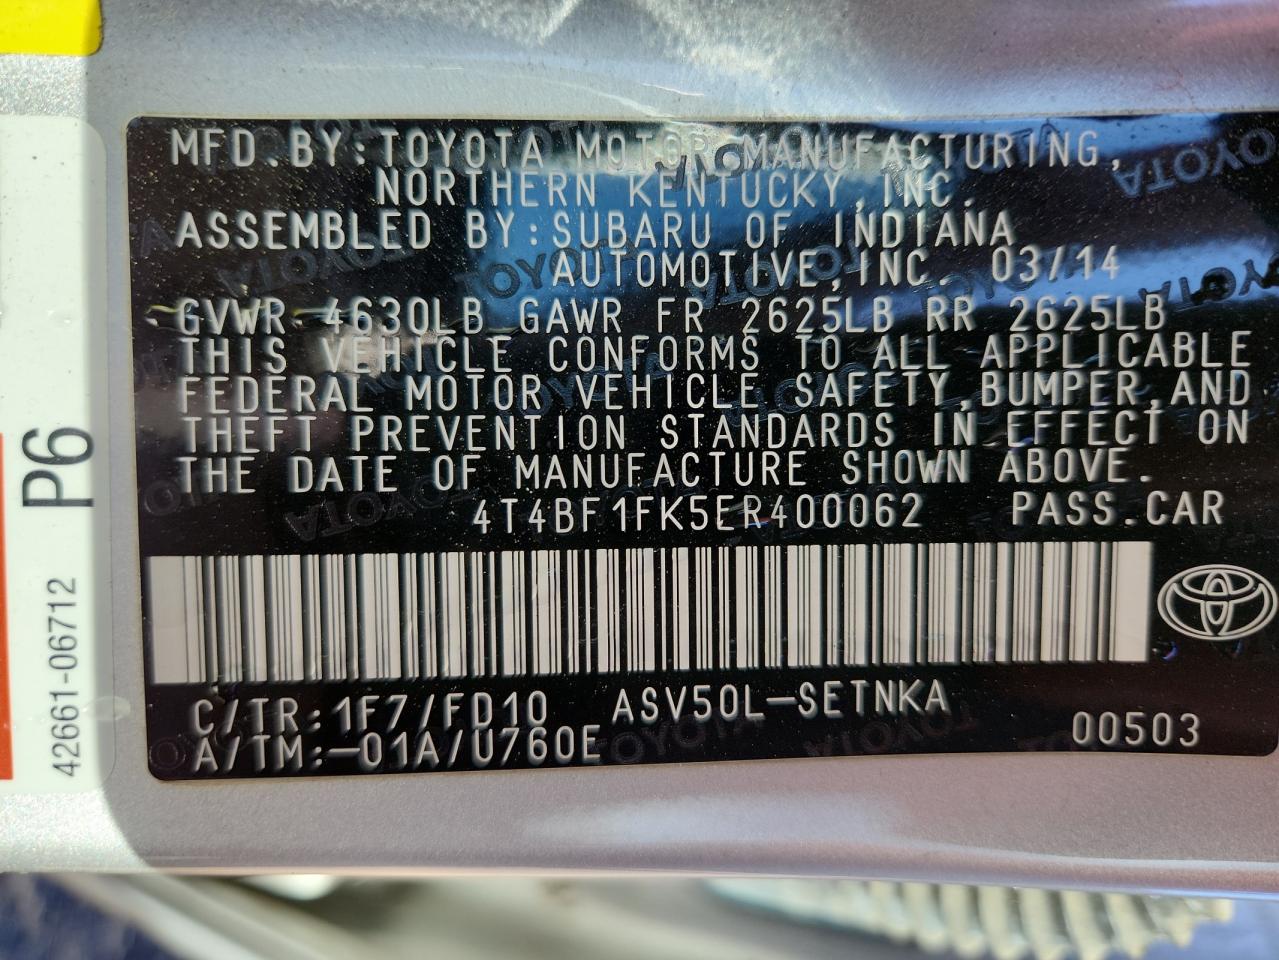 MFD.BY:TOYOTA MOTOR MANUFACTURING,
NORTHERN KENTUCKY,INC.
ASSEMBLED BY:SUBARU OF INDIANA
AUTOMOTIVE,INC. 03/14
GVWR 4630LB GAWR FR 2625LB RR 2625LB
THIS VEHICLE CONFORMS TO ALL APPLICABLE
FEDERAL MOTOR VEHICLE SAFETY,BUMPER,AND
THEFT PREVENTION STANDARDS IN EFFECT ON
THE DATE OF MANUFACTURE SHOWN ABOVE.
4T4BF1FK5ER400062 PASS.CAR
C/TR:1F7/FD10 ASV50L-SETNKA
A/TM:-01A/U760E 00503
P6
42661-06712